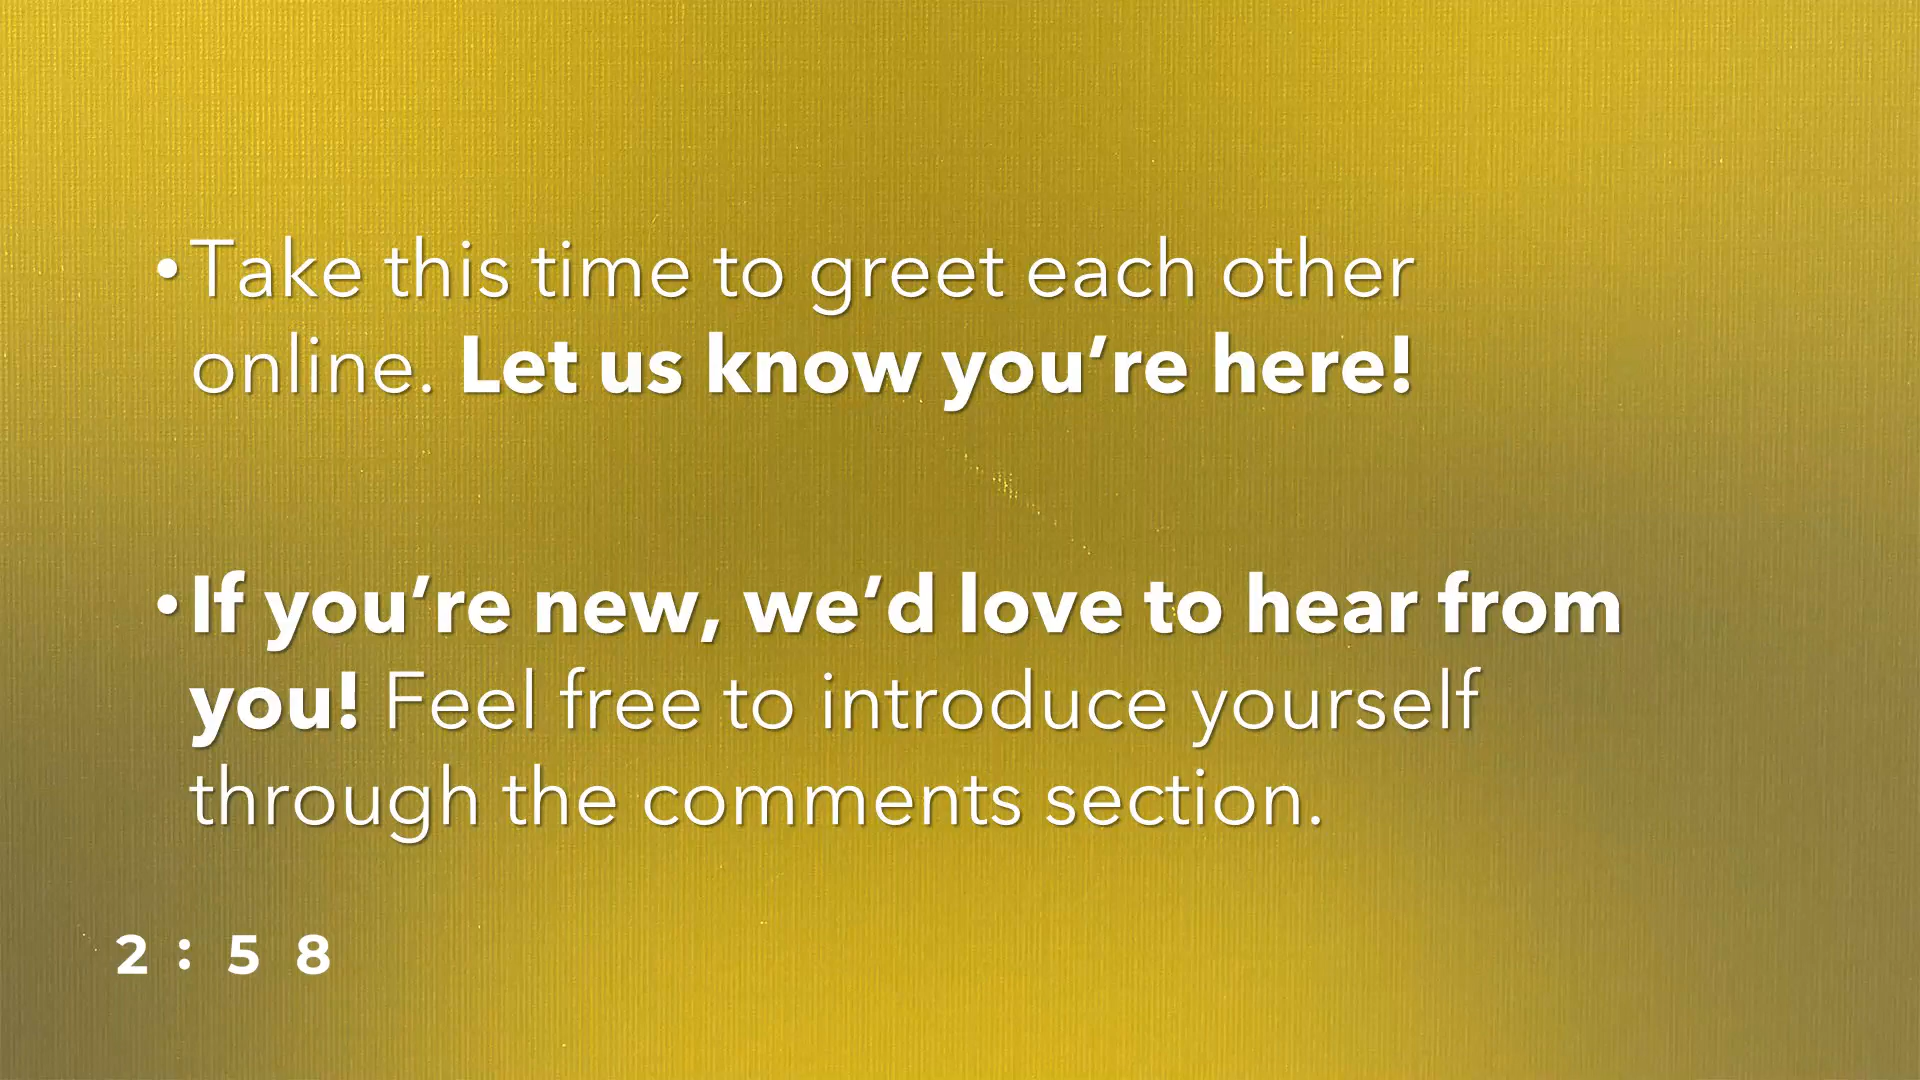 •Take this time to greet each other
online. Let us know you’re here!
•If you’re new, we’d love to hear from
you! Feel free to introduce yourself
through the comments section.
2:58